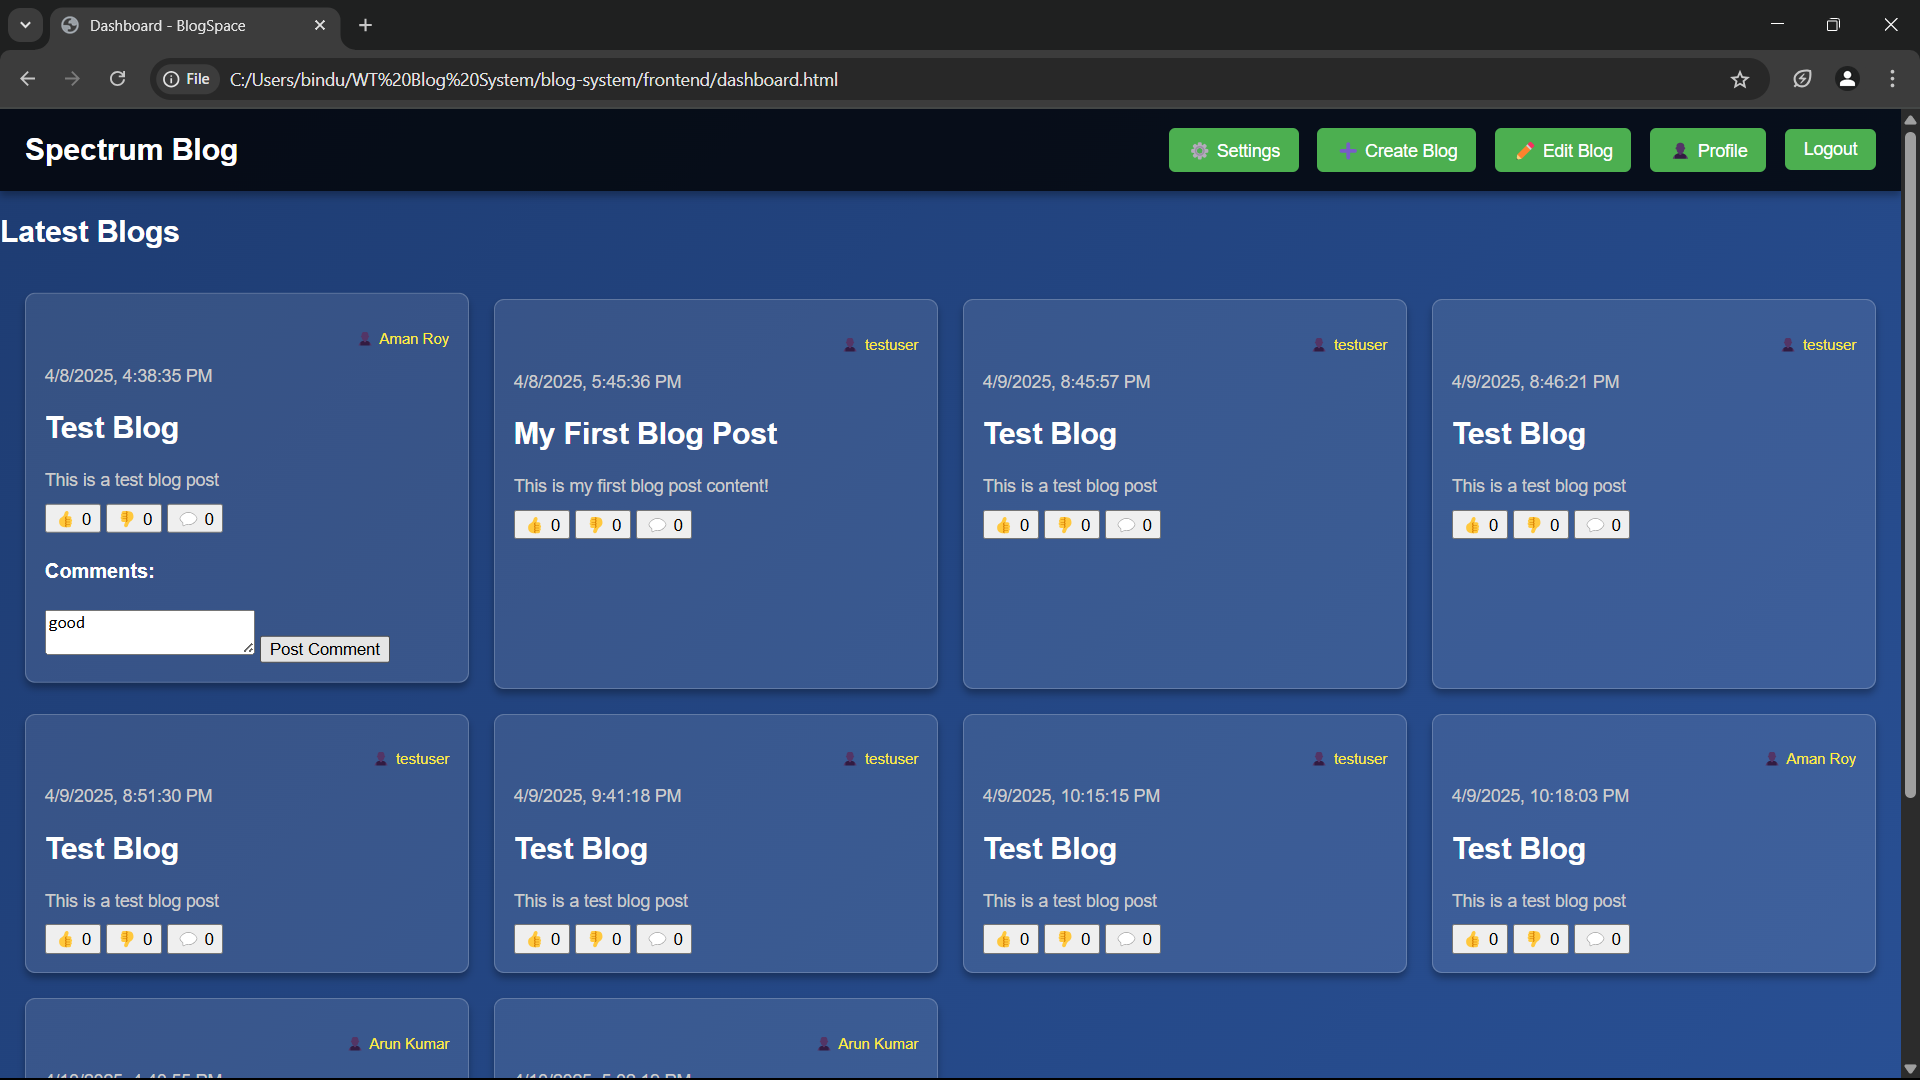 Dashboard - BlogSpace
File C:/Users/bindu/WT%20Blog%20System/blog-system/frontend/dashboard.html
Spectrum Blog
Settings
Create Blog
Edit Blog
Profile
Logout
Latest Blogs
Aman Roy
4/8/2025, 4:38:35 PM
Test Blog
This is a test blog post
0 0 0
Comments:
good
Post Comment
testuser
4/8/2025, 5:45:36 PM
My First Blog Post
This is my first blog post content!
0 0 0
testuser
4/9/2025, 8:45:57 PM
Test Blog
This is a test blog post
0 0 0
testuser
4/9/2025, 8:46:21 PM
Test Blog
This is a test blog post
0 0 0
testuser
4/9/2025, 8:51:30 PM
Test Blog
This is a test blog post
0 0 0
testuser
4/9/2025, 9:41:18 PM
Test Blog
This is a test blog post
0 0 0
testuser
4/9/2025, 10:15:15 PM
Test Blog
This is a test blog post
0 0 0
Aman Roy
4/9/2025, 10:18:03 PM
Test Blog
This is a test blog post
0 0 0
Arun Kumar
Arun Kumar